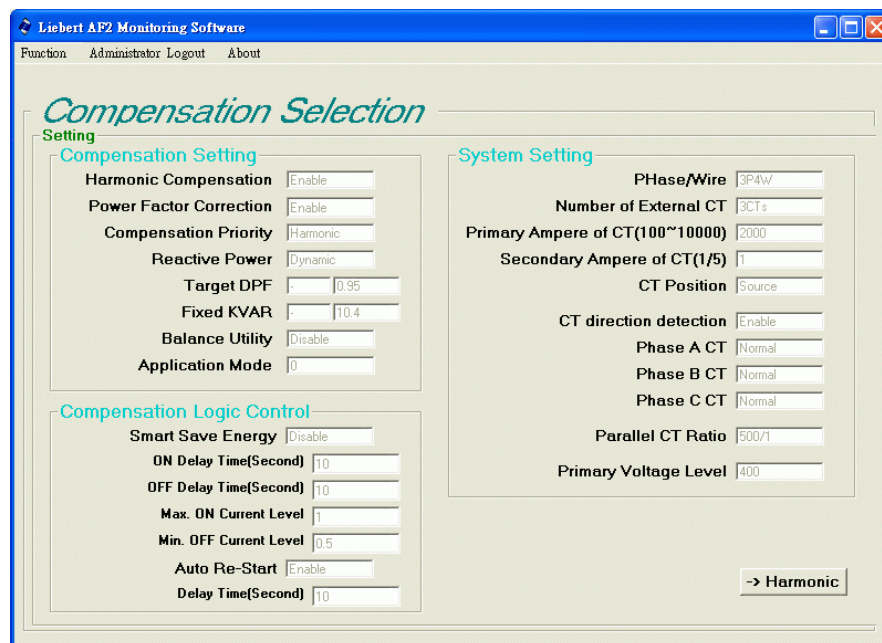 Liebert AF2 Monitoring Software
Function Administrator Logout About
Compensation Selection
Setting
Compensation Setting
Harmonic Compensation Enable
Power Factor Correction Enable
Compensation Priority Harmonic
Reactive Power Dynamic
Target DPF - 0.95
Fixed KVAR - 10.4
Balance Utility Disable
Application Mode 0
Compensation Logic Control
Smart Save Energy Disable
ON Delay Time(Second) 10
OFF Delay Time(Second) 10
Max. ON Current Level 1
Min. OFF Current Level 0.5
Auto Re-Start Enable
Delay Time(Second) 10
System Setting
PHase/Wire 3P4W
Number of External CT 3CTs
Primary Ampere of CT(100~10000) 2000
Secondary Ampere of CT(1/5) 1
CT Position Source
CT direction detection Enable
Phase A CT Normal
Phase B CT Normal
Phase C CT Normal
Parallel CT Ratio 500/1
Primary Voltage Level 400
-> Harmonic